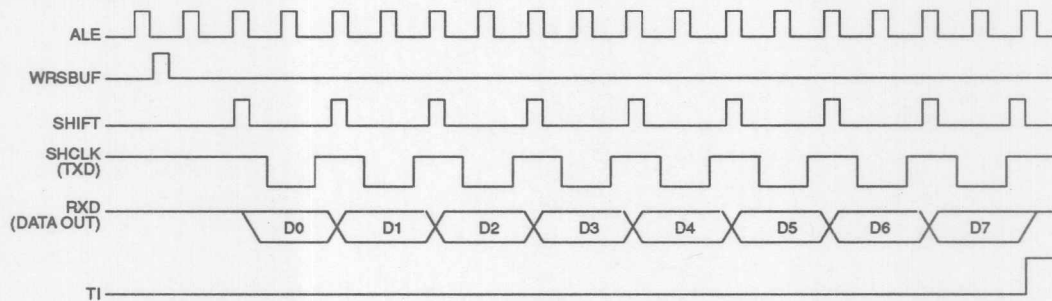 ALE
WRSBUF
SHIFT
SHCLK
(TXD)
RXD
(DATA OUT)
D0 D1 D2 D3 D4 D5 D6 D7
TI